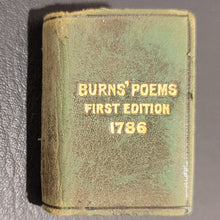 BURNS' POEMS
FIRST EDITION
1786